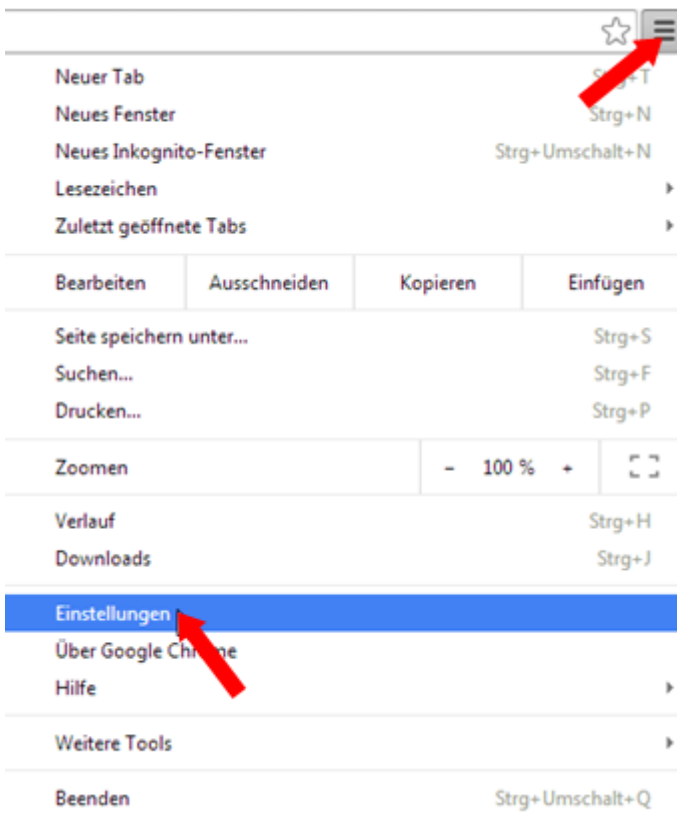 Neuer Tab Strg+T
Neues Fenster Strg+N
Neues Inkognito-Fenster Strg+Umschalt+N
Lesezeichen
Zuletzt geöffnete Tabs
Bearbeiten Ausschneiden Kopieren Einfügen
Seite speichern unter... Strg+S
Suchen... Strg+F
Drucken... Strg+P
Zoomen - 100 % +
Verlauf Strg+H
Downloads Strg+J
Einstellungen
Über Google Chrome
Hilfe
Weitere Tools
Beenden Strg+Umschalt+Q